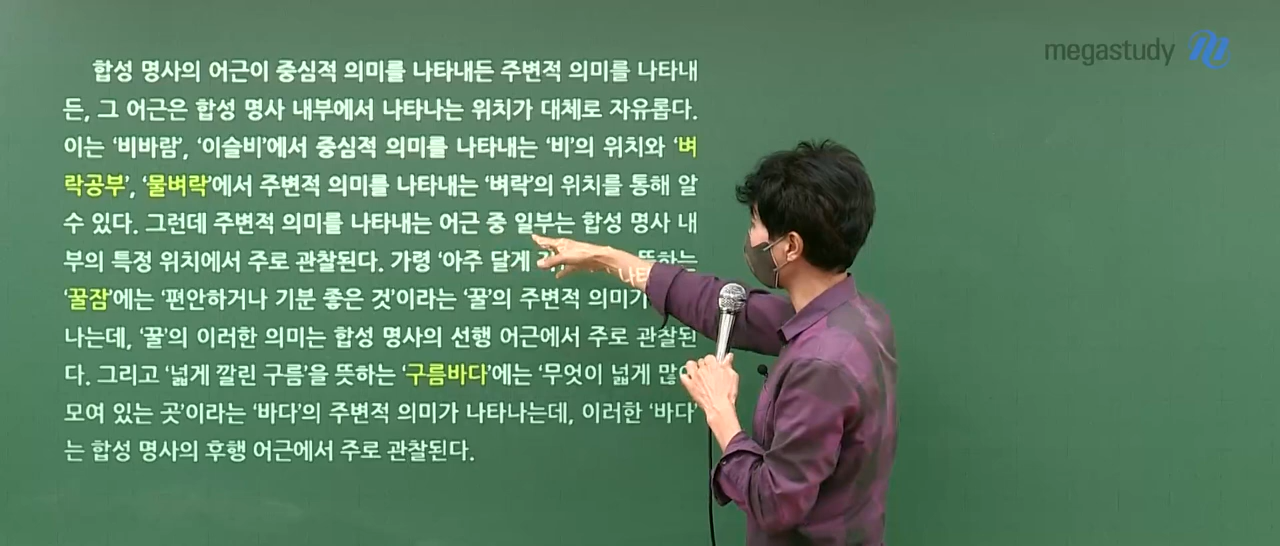 megastudy
합성 명사의 어근이 중심적 의미를 나타내든 주변적 의미를 나타내
든, 그 어근은 합성 명사 내부에서 나타나는 위치가 대체로 자유롭다.
이는 ‘비바람’, ‘이슬비’에서 중심적 의미를 나타내는 ‘비’의 위치와 ‘벼
락공부’, ‘물벼락’에서 주변적 의미를 나타내는 ‘벼락’의 위치를 통해 알
수 있다. 그런데 주변적 의미를 나타내는 어근 중 일부는 합성 명사 내
부의 특정 위치에서 주로 관찰된다. 가령 ‘아주 달게 뜻하는
‘꿀잠’에는 ‘편안하거나 기분 좋은 것’이라는 ‘꿀’의 주변적 의미가 나타
나는데, ‘꿀’의 이러한 의미는 합성 명사의 선행 어근에서 주로 관찰된
다. 그리고 ‘넓게 깔린 구름’을 뜻하는 ‘구름바다’에는 ‘무엇이 넓게 많이
모여 있는 곳’이라는 ‘바다’의 주변적 의미가 나타나는데, 이러한 ‘바다’
는 합성 명사의 후행 어근에서 주로 관찰된다.